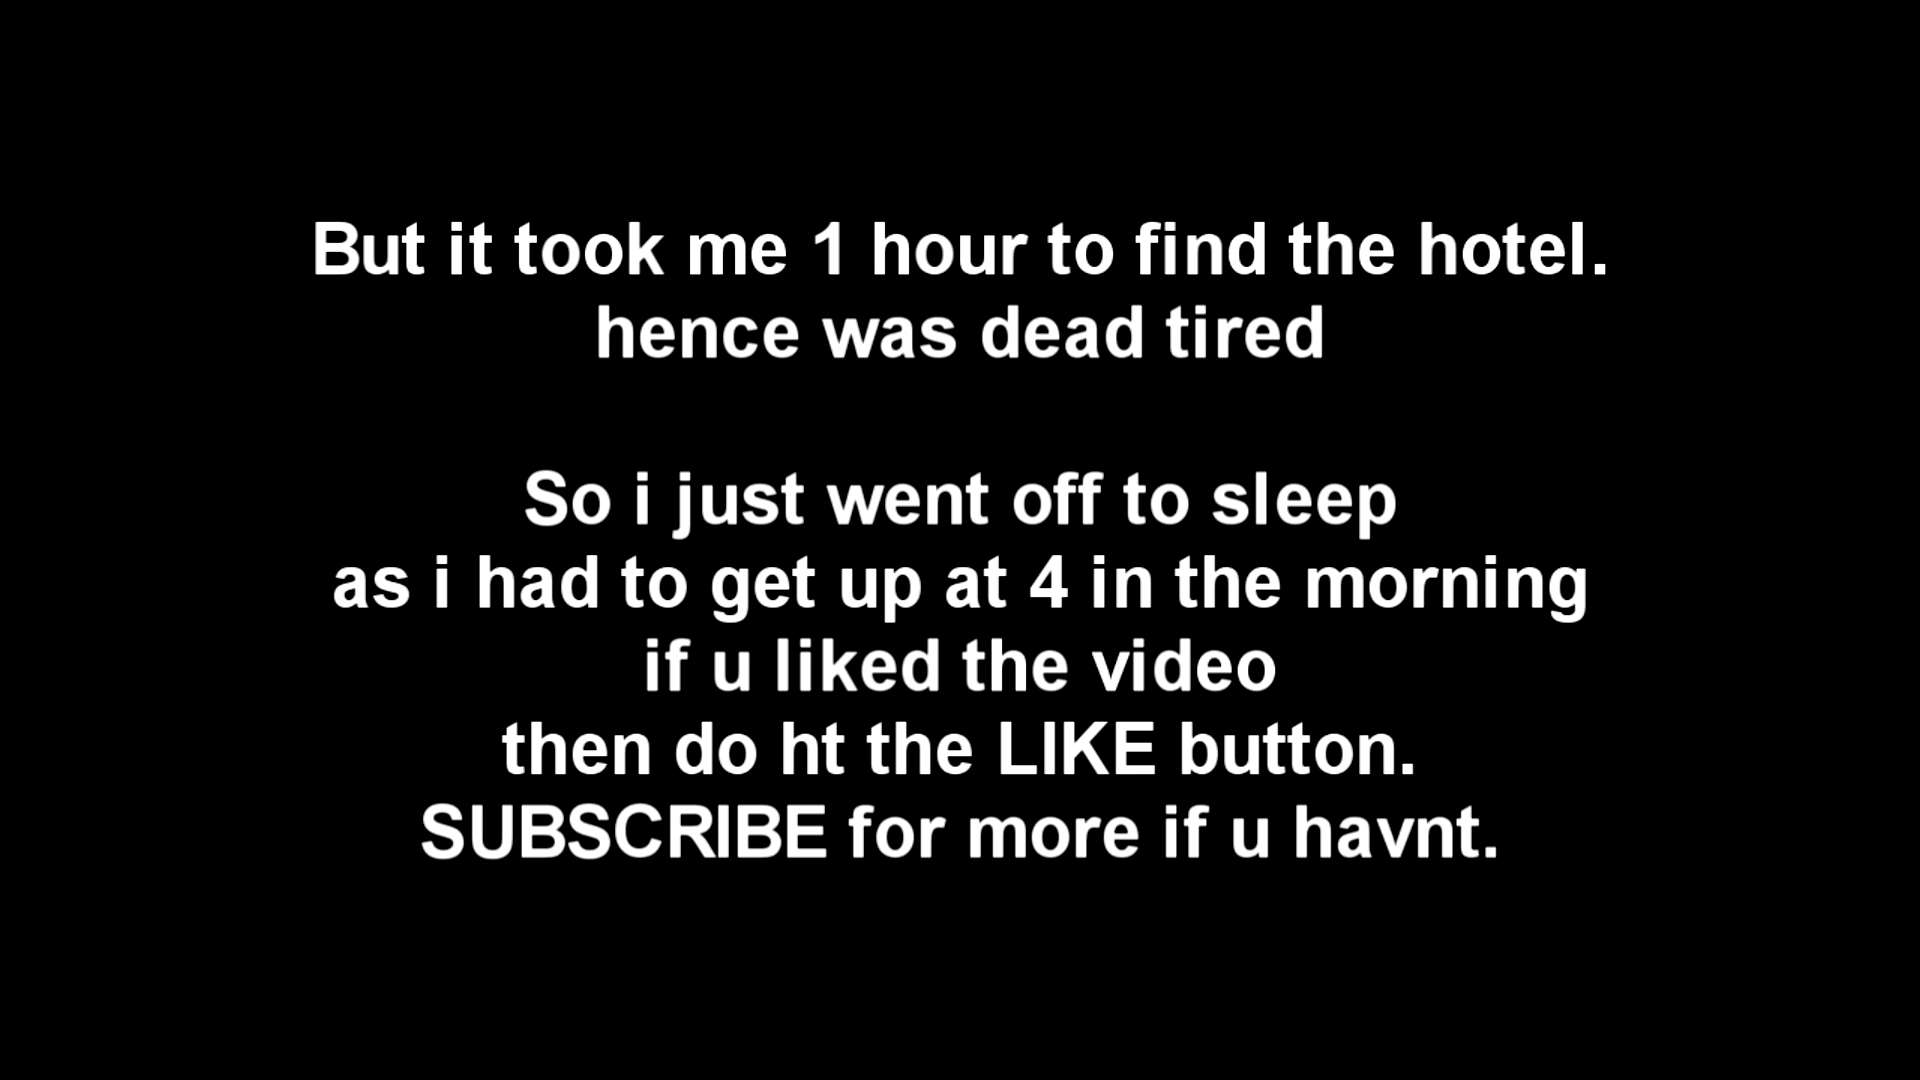 But it took me 1 hour to find the hotel.
hence was dead tired
So i just went off to sleep
as i had to get up at 4 in the morning
if u liked the video
then do ht the LIKE button.
SUBSCRIBE for more if u havnt.